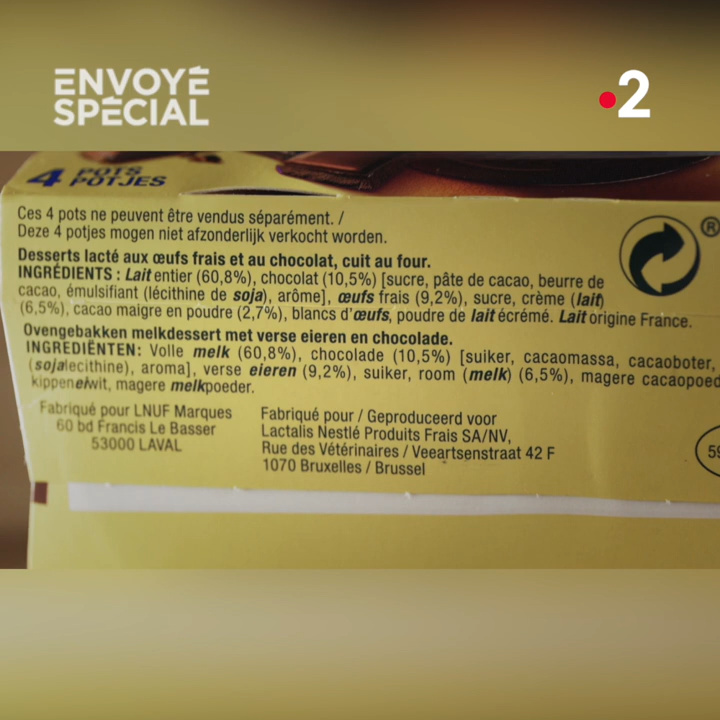 ENVOYÉ
SPÉCIAL
2
4 POTS
POTJES
Ces 4 pots ne peuvent être vendus séparément. /
Deze 4 potjes mogen niet afzonderlijk verkocht worden.
®
Desserts lacté aux œufs frais et au chocolat, cuit au four.
INGRÉDIENTS : Lait entier (60,8%), chocolat (10,5%) [sucre, pâte de cacao, beurre de
cacao, émulsifiant (lécithine de soja), arôme], œufs frais (9,2%), sucre, crème (lait)
(6,5%), cacao maigre en poudre (2,7%), blancs d'œufs, poudre de lait écrémé. Lait origine France.
Ovengebakken melkdessert met verse eieren en chocolade.
INGREDIËNTEN: Volle melk (60,8%), chocolade (10,5%) [suiker, cacaomassa, cacaoboter,
(sojalecithine), aroma], verse eieren (9,2%), suiker, room (melk) (6,5%), magere cacaopoed
kippeneiwit, magere melkpoeder.
Fabriqué pour LNUF Marques
60 bd Francis Le Basser
53000 LAVAL
Fabriqué pour / Geproduceerd voor
Lactalis Nestlé Produits Frais SA/NV,
Rue des Vétérinaires / Veeartsenstraat 42 F
1070 Bruxelles / Brussel
59